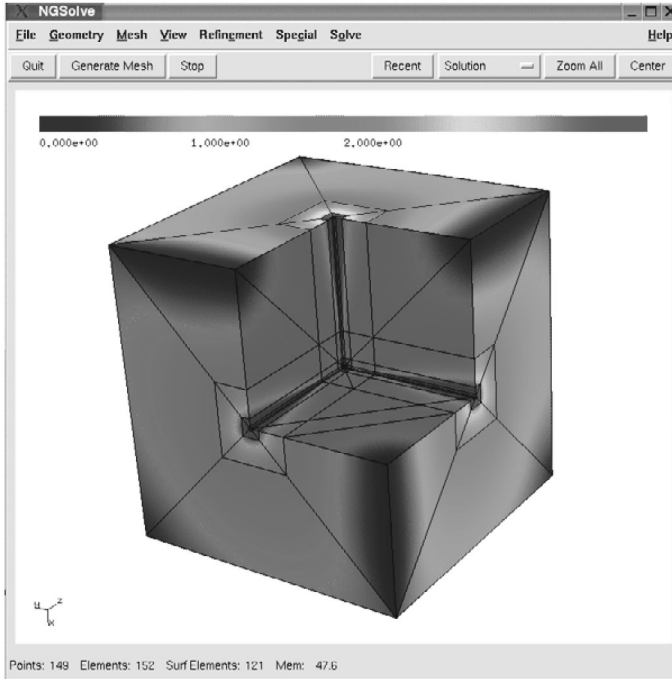 NGSolve
File Geometry Mesh View Refinement Special Solve Help
Quit Generate Mesh Stop Recent Solution Zoom All Center
0.000e+00 1.000e+00 2.000e+00
y z
x
Points: 149 Elements: 152 Surf Elements: 121 Mem: 47.6